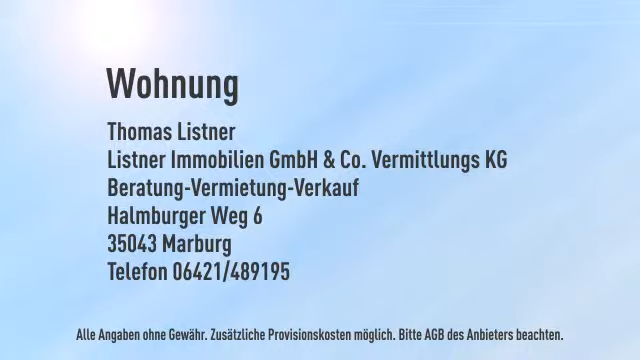 Wohnung
Thomas Listner
Listner Immobilien GmbH & Co. Vermittlungs KG
Beratung-Vermietung-Verkauf
Halmburger Weg 6
35043 Marburg
Telefon 06421/489195
Alle Angaben ohne Gewähr. Zusätzliche Provisionskosten möglich. Bitte AGB des Anbieters beachten.